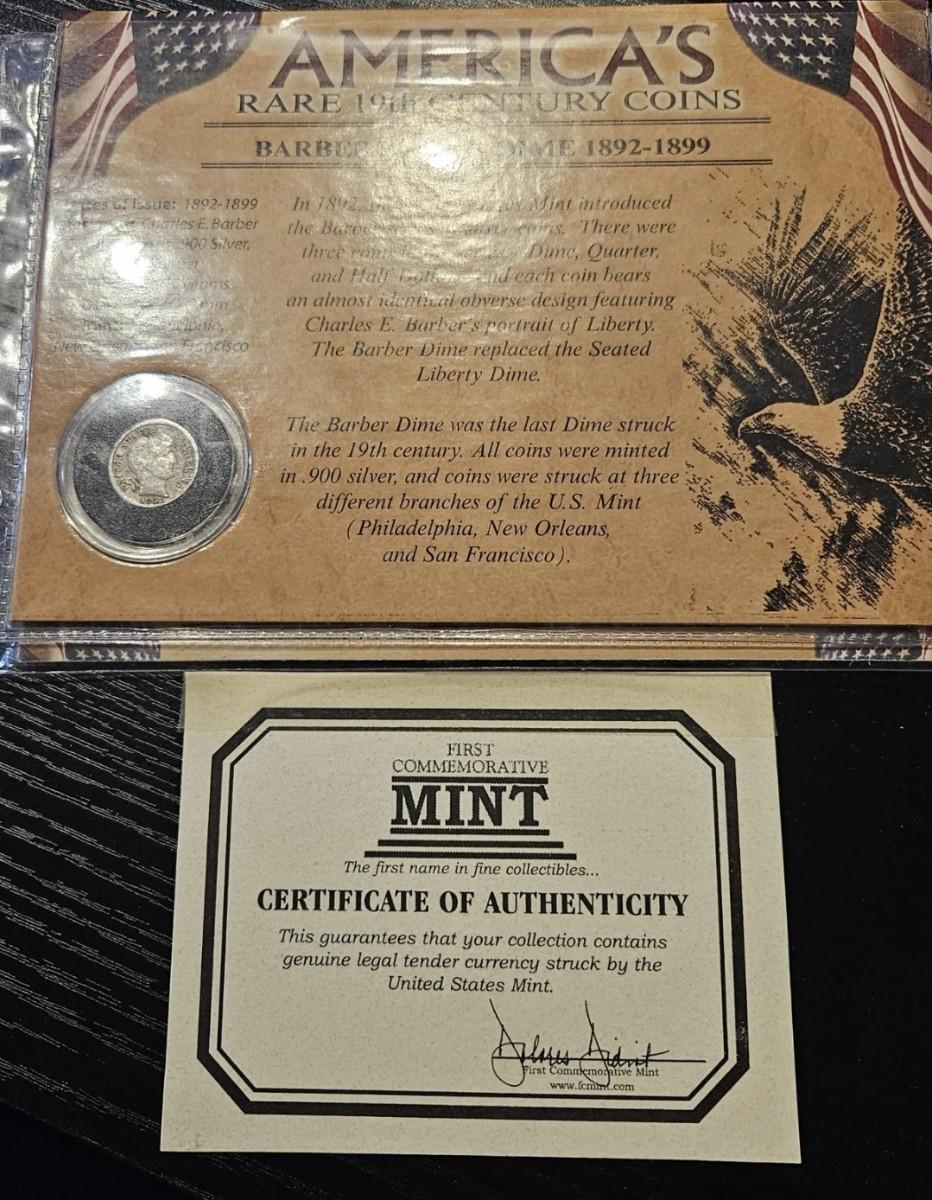 AMERICA'S
RARE 19th CENTURY COINS
BARBER DIME 1892-1899
of Issue: 1892-1899
Charles E. Barber
.900 Silver,
New Francisco
In 1892, Mint introduced
the coins. There were
three Dime, Quarter,
and Half and each coin bears
an almost identical obverse design featuring
Charles E. Barber's portrait of Liberty.
The Barber Dime replaced the Seated
Liberty Dime.
The Barber Dime was the last Dime struck
in the 19th century. All coins were minted
in .900 silver, and coins were struck at three
different branches of the U.S. Mint
(Philadelphia, New Orleans,
and San Francisco).
FIRST
COMMEMORATIVE
MINT
The first name in fine collectibles...
CERTIFICATE OF AUTHENTICITY
This guarantees that your collection contains
genuine legal tender currency struck by the
United States Mint.
First Commemorative Mint
www.fcmint.com